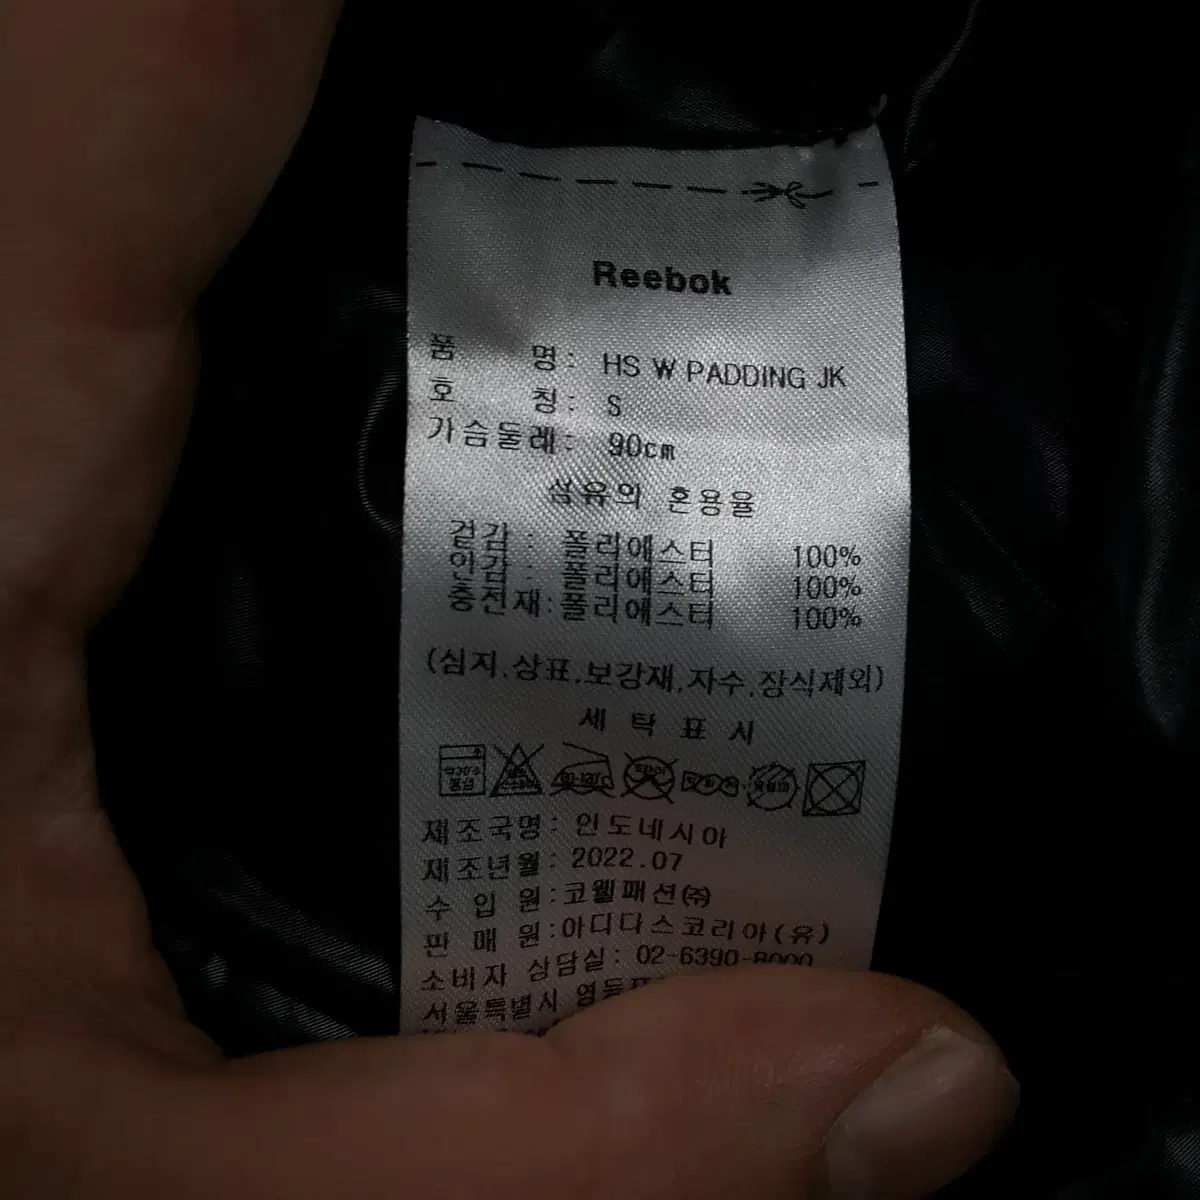 Reebok
품 명 : HS W PADDING JK
호 칭 : S
가슴둘레 : 90cm
섬유의 혼용율
겉감 : 폴리에스터 100%
안감 : 폴리에스터 100%
충전재 : 폴리에스터 100%
(심지.상표.보강재.자수.장식제외)
세 탁 표 시
제조국명 : 인도네시아
제조년월 : 2022.07
수 입 원 : 코웰패션㈜
판 매 원 : 아디다스코리아(유)
소비자 상담실 : 02-6390-8000
서울특별시